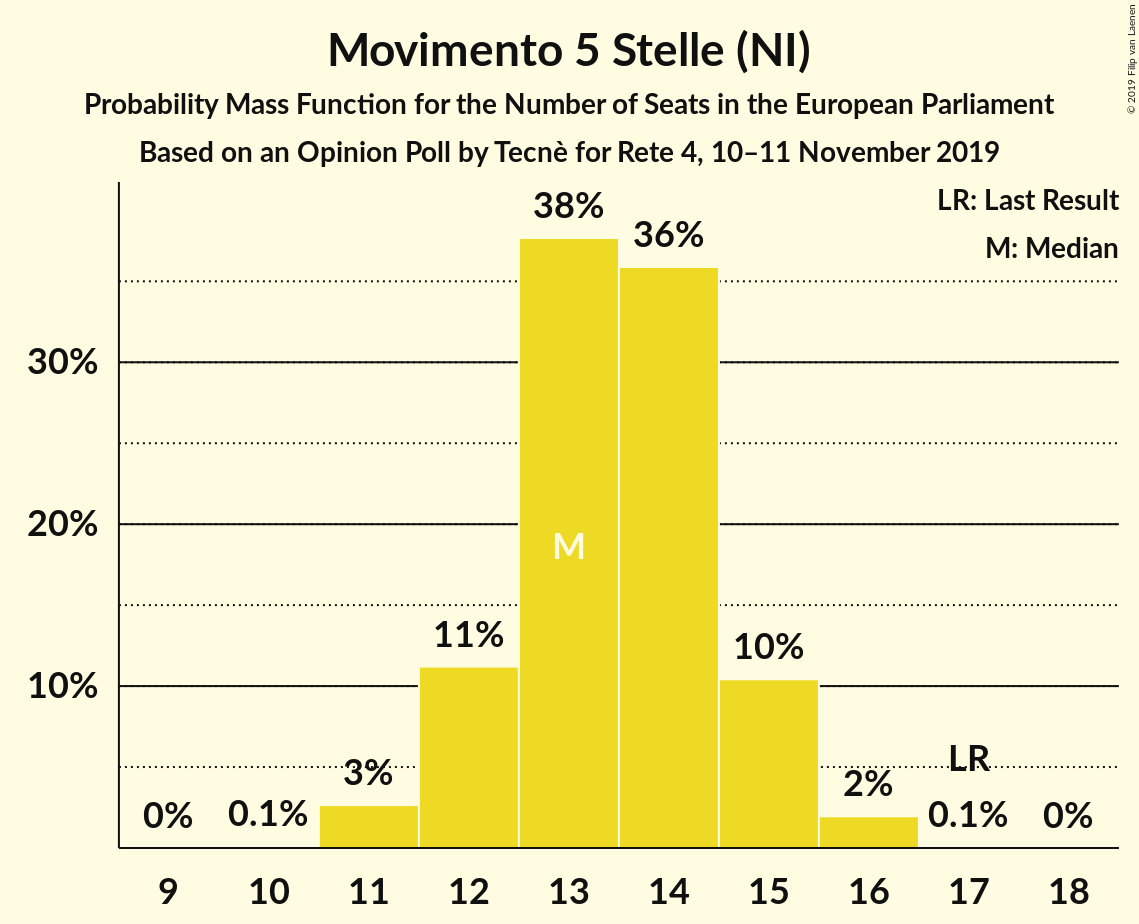 Movimento 5 Stelle (NI)
Probability Mass Function for the Number of Seats in the European Parliament
Based on an Opinion Poll by Tecnè for Rete 4, 10–11 November 2019
© 2019 Filip van Laenen
LR: Last Result
M: Median
38%
36%
30%
20%
M
11%
10%
10%
LR
3%
2%
0%
0.1%
0.1%
0%
9 10 11 12 13 14 15 16 17 18